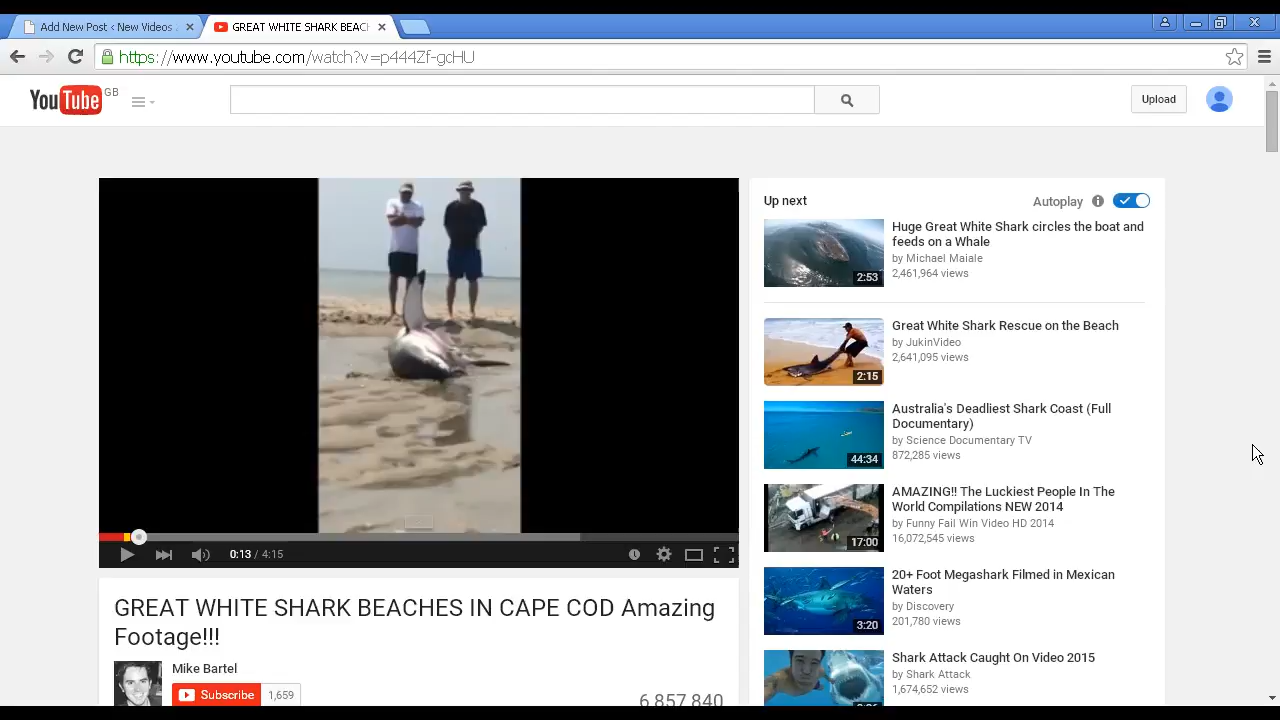 Add New Post < New Videos
GREAT WHITE SHARK BEAC
https://www.youtube.com/watch?v=p444Zf-gcHU
YouTube GB
Upload
Up next
Autoplay
Huge Great White Shark circles the boat and
feeds on a Whale
by Michael Maiale
2,461,964 views
2:53
Great White Shark Rescue on the Beach
by JukinVideo
2,641,095 views
2:15
Australia's Deadliest Shark Coast (Full
Documentary)
by Science Documentary TV
872,285 views
44:34
AMAZING!! The Luckiest People In The
World Compilations NEW 2014
by Funny Fail Win Video HD 2014
16,072,545 views
17:00
20+ Foot Megashark Filmed in Mexican
Waters
by Discovery
201,780 views
3:20
Shark Attack Caught On Video 2015
by Shark Attack
1,674,652 views
0:13 / 4:15
GREAT WHITE SHARK BEACHES IN CAPE COD Amazing
Footage!!!
Mike Bartel
Subscribe 1,659
6,857,840